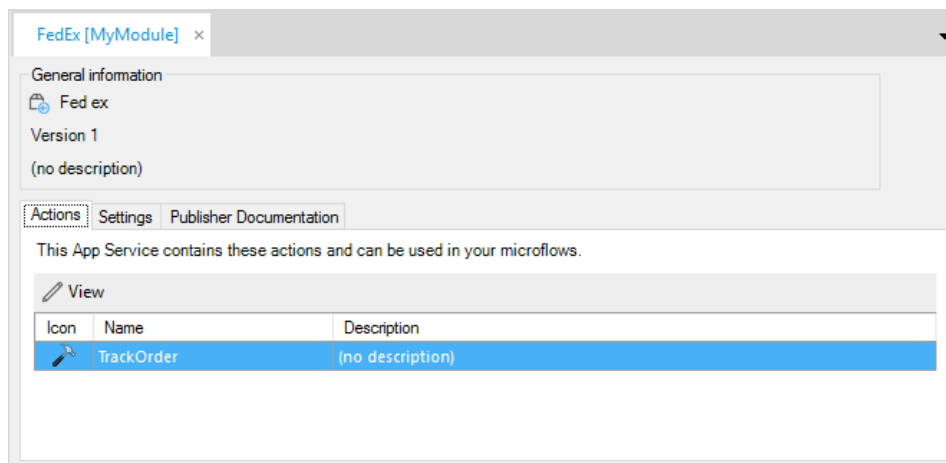 FedEx [MyModule] ×
General information
Fed ex
Version 1
(no description)
Actions Settings Publisher Documentation
This App Service contains these actions and can be used in your microflows.
View
Icon Name Description
TrackOrder (no description)